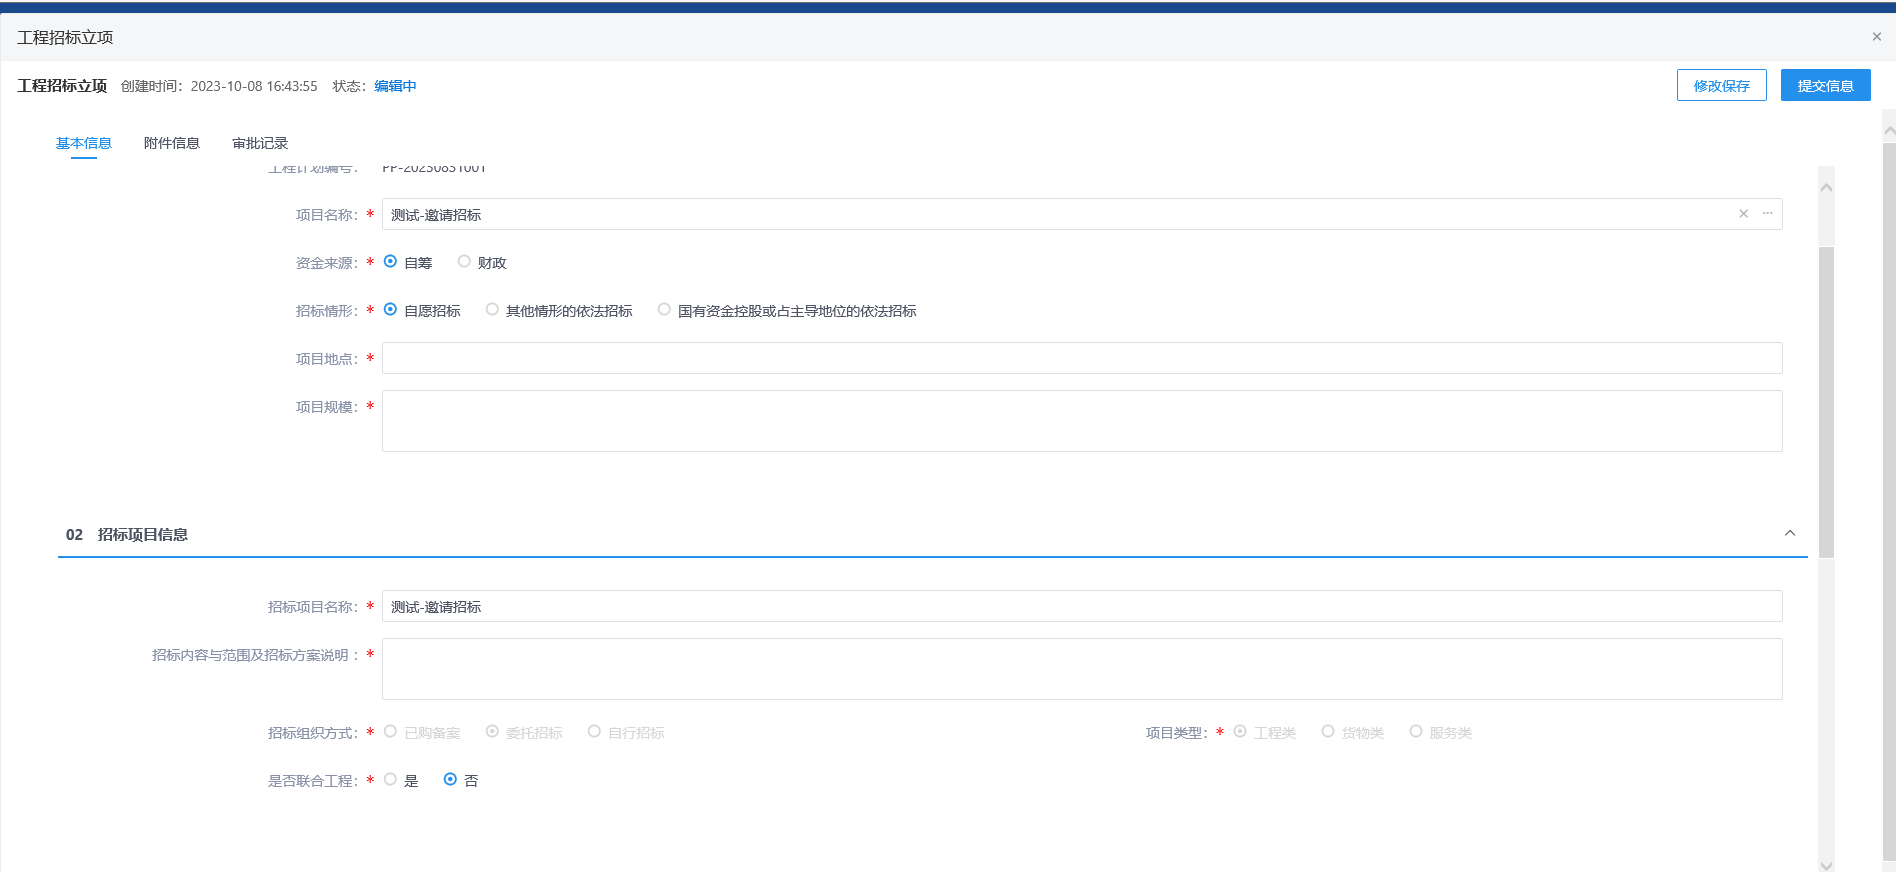 工程招标立项
工程招标立项 创建时间：2023-10-08 16:43:55 状态：编辑中 修改保存 提交信息
基本信息 附件信息 审批记录
工程计划编号： PP-20230831001
项目名称：* 测试-邀请招标
资金来源：* 自筹 财政
招标情形：* 自愿招标 其他情形的依法招标 国有资金控股或占主导地位的依法招标
项目地点：*
项目规模：*
02 招标项目信息
招标项目名称：* 测试-邀请招标
招标内容与范围及招标方案说明：*
招标组织方式：* 已购备室 委托招标 自行招标 项目类型：* 工程类 货物类 服务类
是否联合工程：* 是 否